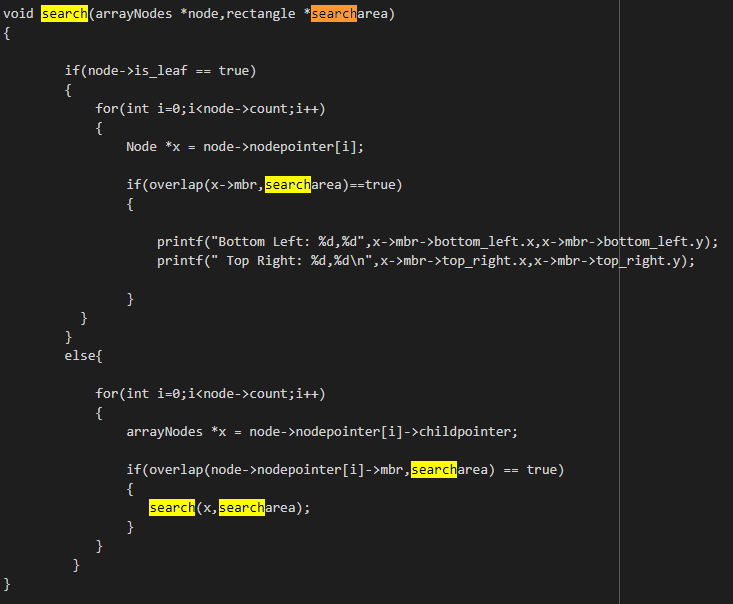 void search(arrayNodes *node,rectangle *searcharea)
{
if(node->is_leaf == true)
{
for(int i=0;i<node->count;i++)
{
Node *x = node->nodepointer[i];
if(overlap(x->mbr,searcharea)==true)
{
printf("Bottom Left: %d,%d",x->mbr->bottom_left.x,x->mbr->bottom_left.y);
printf(" Top Right: %d,%d\n",x->mbr->top_right.x,x->mbr->top_right.y);
}
}
}
else{
for(int i=0;i<node->count;i++)
{
arrayNodes *x = node->nodepointer[i]->childpointer;
if(overlap(node->nodepointer[i]->mbr,searcharea) == true)
{
search(x,searcharea);
}
}
}
}